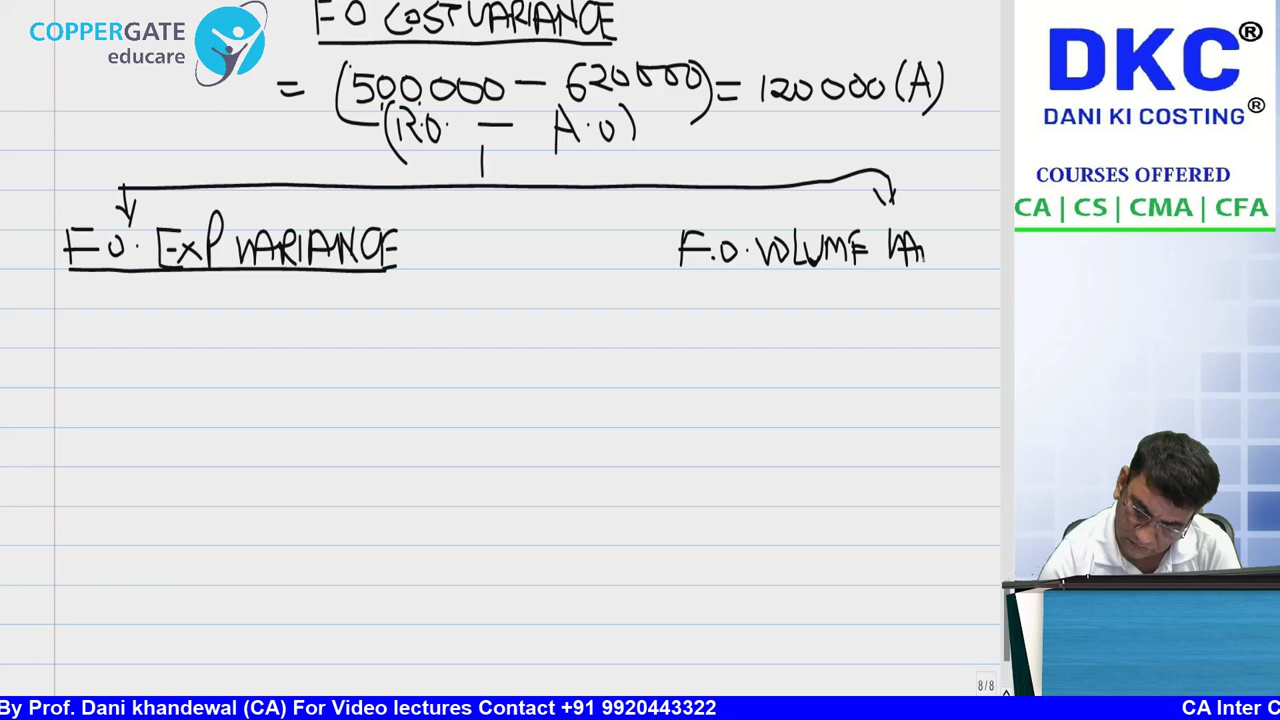 COPPERGATE
educare
F O COST VARIANCE
= (500000 - 620000) = 120000 (A)
(R.O. - A.O)
F O. EXP VARIANCE
F.O. VOLUME VA
DKC®
DANI KI COSTING®
COURSES OFFERED
CA | CS | CMA | CFA
8/8
By Prof. Dani khandewal (CA) For Video lectures Contact +91 9920443322
CA Inter C